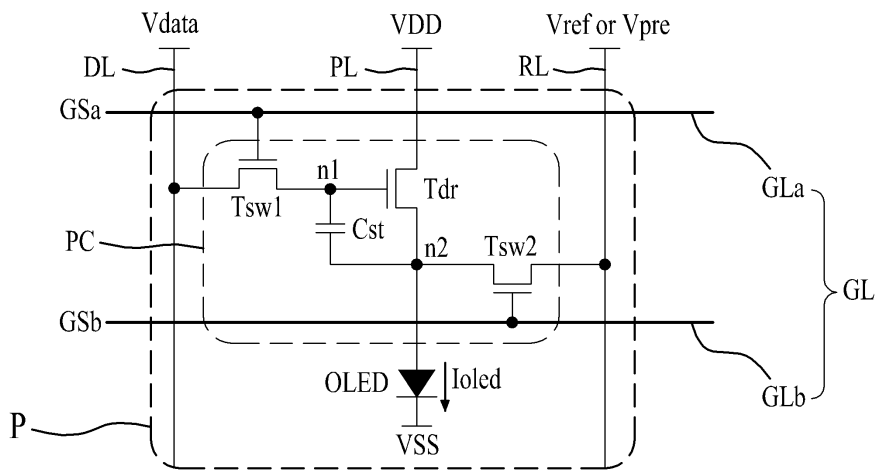 Vdata VDD Vref or Vpre
DL PL RL
GSa
n1
Tdr
GLa
Tsw1
Cst
PC
n2 Tsw2
GL
GSb
OLED Ioled
GLb
P
VSS